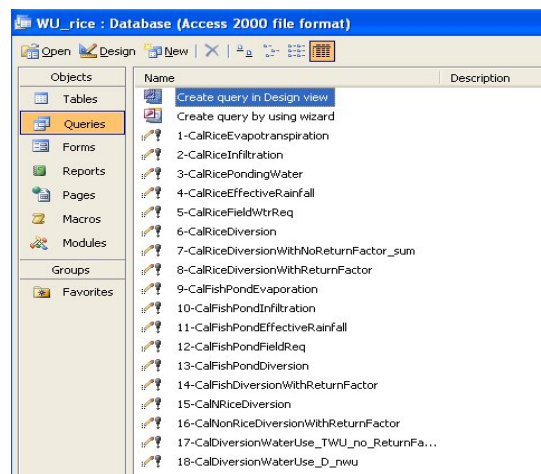 WU_rice : Database (Access 2000 file format)
Open Design New
Objects
Tables
Queries
Forms
Reports
Pages
Macros
Modules
Groups
Favorites
Name Description
Create query in Design view
Create query by using wizard
1-CalRiceEvapotranspiration
2-CalRiceInfiltration
3-CalRicePondingWater
4-CalRiceEffectiveRainfall
5-CalRiceFieldWtrReq
6-CalRiceDiversion
7-CalRiceDiversionWithNoReturnFactor_sum
8-CalRiceDiversionWithReturnFactor
9-CalFishPondEvaporation
10-CalFishPondInfiltration
11-CalFishPondEffectiveRainfall
12-CalFishPondFieldReq
13-CalFishPondDiversion
14-CalFishDiversionWithReturnFactor
15-CalNRiceDiversion
16-CalNonRiceDiversionWithReturnFactor
17-CalDiversionWaterUse_TWU_no_ReturnFa...
18-CalDiversionWaterUse_D_nwu